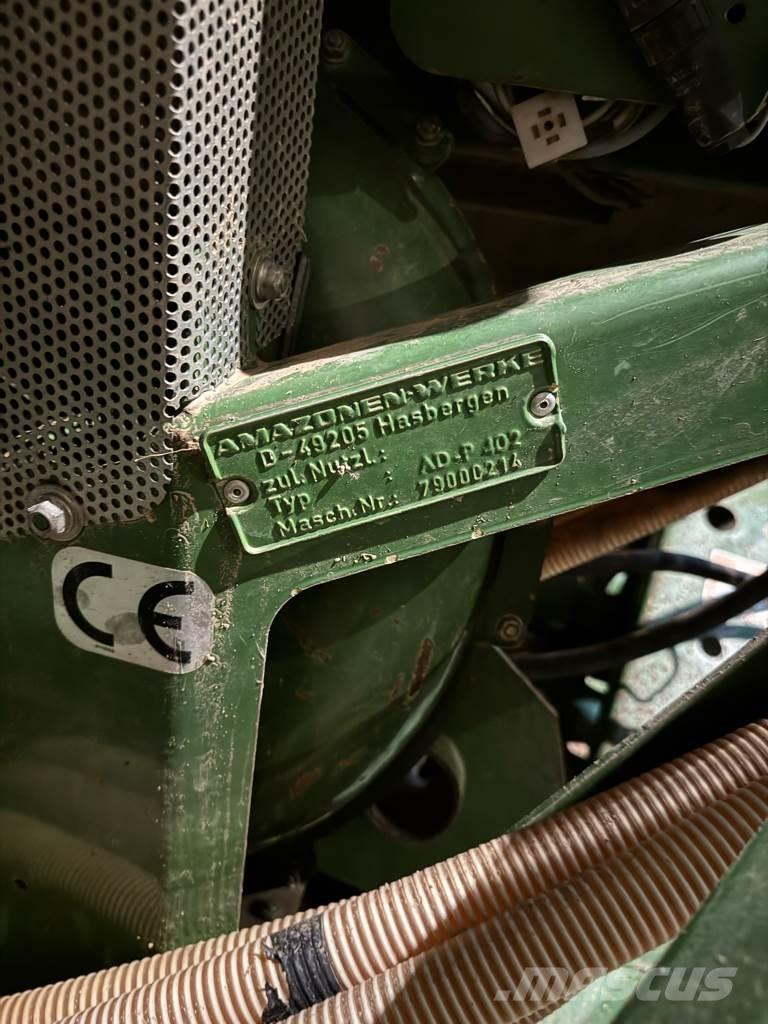 AMAZONEN-WERKE
D-49205 Hasbergen
zul. Nutzl.:
Typ : AD-P 402
Masch.Nr.: 79000214
CE
MASCUS